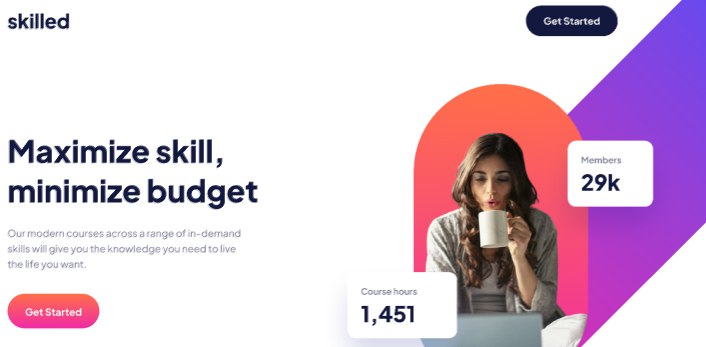 skilled
Get Started
Maximize skill,
minimize budget
Our modern courses across a range of in-demand
skills will give you the knowledge you need to live
the life you want.
Get Started
Members
29k
Course hours
1,451